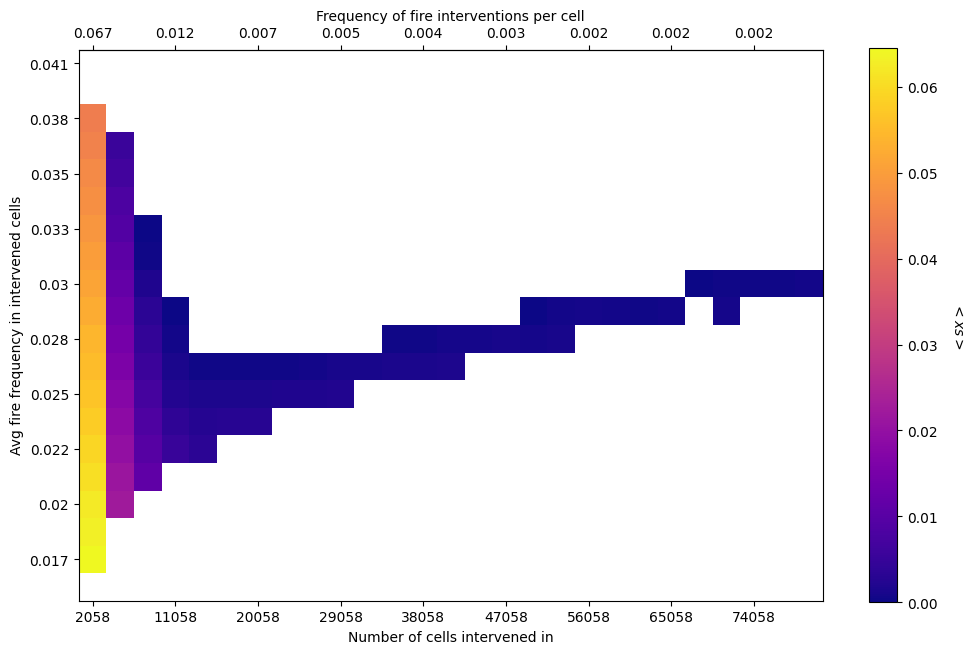 Frequency of fire interventions per cell
0.067 0.012 0.007 0.005 0.004 0.003 0.002 0.002 0.002
0.041
0.038
0.035
0.033
0.03
0.028
0.025
0.022
0.02
0.017
Avg fire frequency in intervened cells
2058 11058 20058 29058 38058 47058 56058 65058 74058
Number of cells intervened in
0.06
0.05
0.04
0.03
0.02
0.01
0.00
< sx >